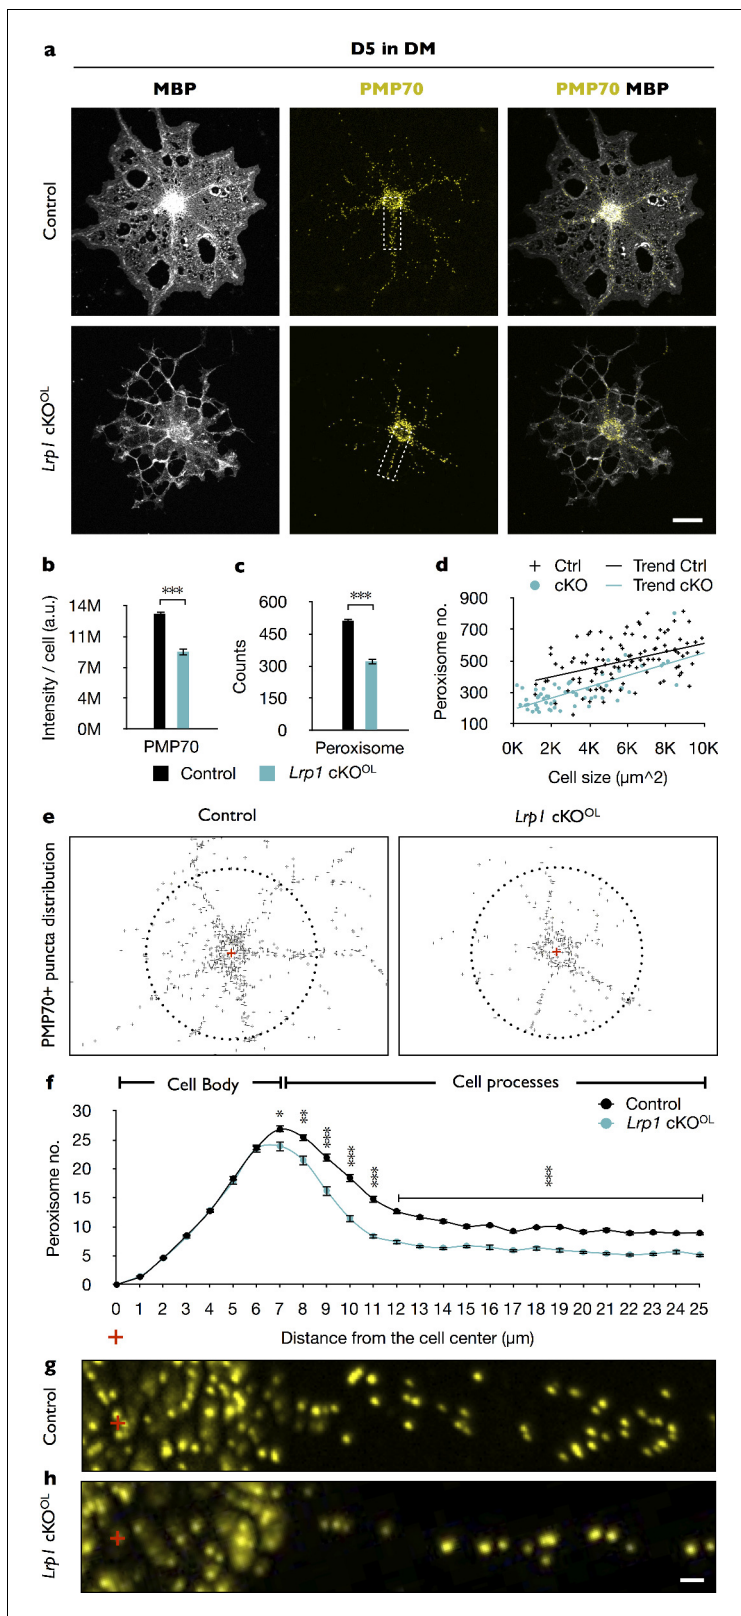 a
D5 in DM
MBP
PMP70
PMP70 MBP
Control
Lrp1 cKOᴼᴸ
b
14M
11M
7M
4M
0M
Intensity / cell (a.u.)
***
PMP70
c
600
450
300
150
0
Counts
***
Peroxisome
Control
Lrp1 cKOᴼᴸ
d
+ Ctrl
Trend Ctrl
cKO
Trend cKO
900
700
500
300
100
Peroxisome no.
0K 2K 4K 6K 8K 10K
Cell size (μm^2)
e
Control
Lrp1 cKOᴼᴸ
PMP70+ puncta distribution
f
Cell Body
Cell processes
Control
Lrp1 cKOᴼᴸ
30
25
20
15
10
5
0
Peroxisome no.
*
**
***
***
***
***
0 1 2 3 4 5 6 7 8 9 10 11 12 13 14 15 16 17 18 19 20 21 22 23 24 25
+
Distance from the cell center (μm)
g
Control
+
h
Lrp1 cKOᴼᴸ
+